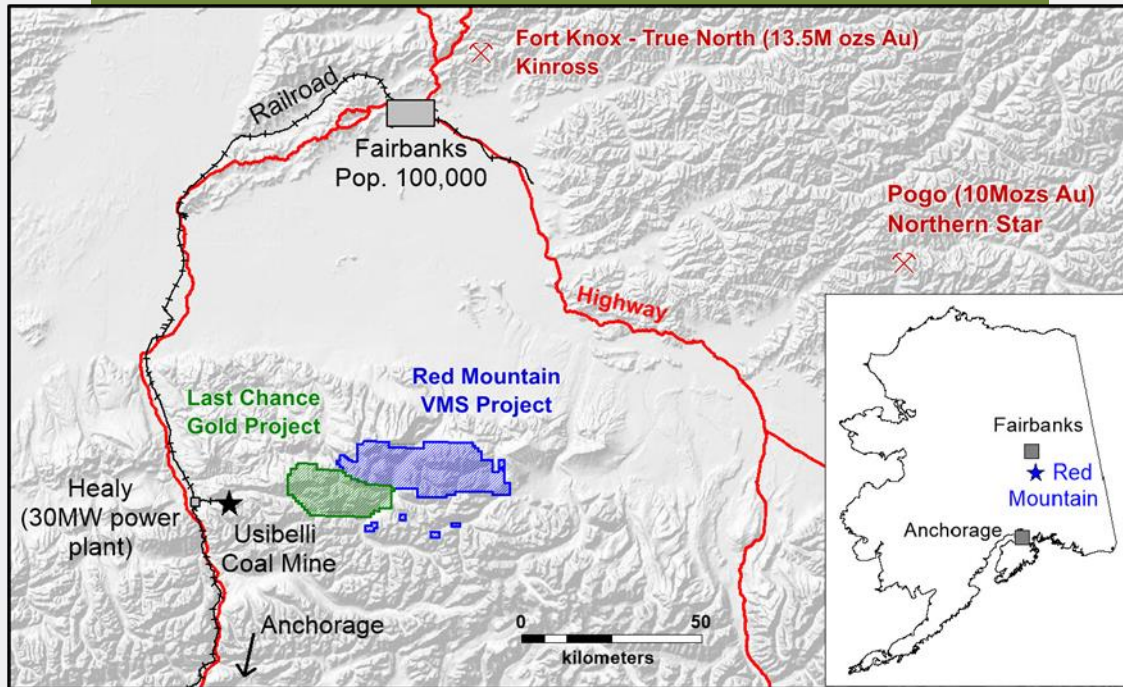 Fort Knox - True North (13.5M ozs Au)
Kinross
Railroad
Fairbanks
Pop. 100,000
Pogo (10Mozs Au)
Northern Star
Highway
Last Chance
Gold Project
Red Mountain
VMS Project
Healy
(30MW power
plant)
Usibelli
Coal Mine
Anchorage
0 50
kilometers
Fairbanks
Red
Mountain
Anchorage